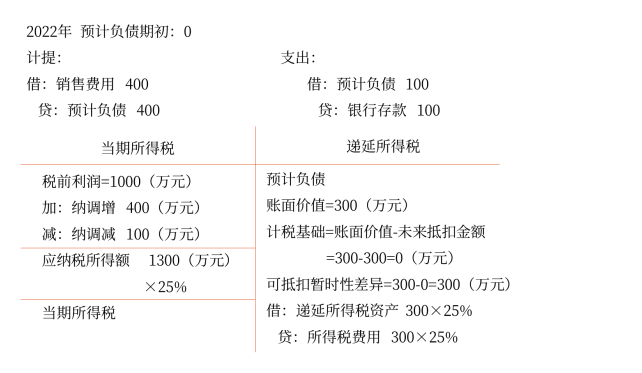 2022年 预计负债期初：0
计提：
借：销售费用 400
贷：预计负债 400
支出：
借：预计负债 100
贷：银行存款 100
当期所得税
税前利润=1000（万元）
加：纳调增 400（万元）
减：纳调减 100（万元）
应纳税所得额 1300（万元）
×25%
当期所得税
递延所得税
预计负债
账面价值=300（万元）
计税基础=账面价值-未来抵扣金额
=300-300=0（万元）
可抵扣暂时性差异=300-0=300（万元）
借：递延所得税资产 300×25%
贷：所得税费用 300×25%